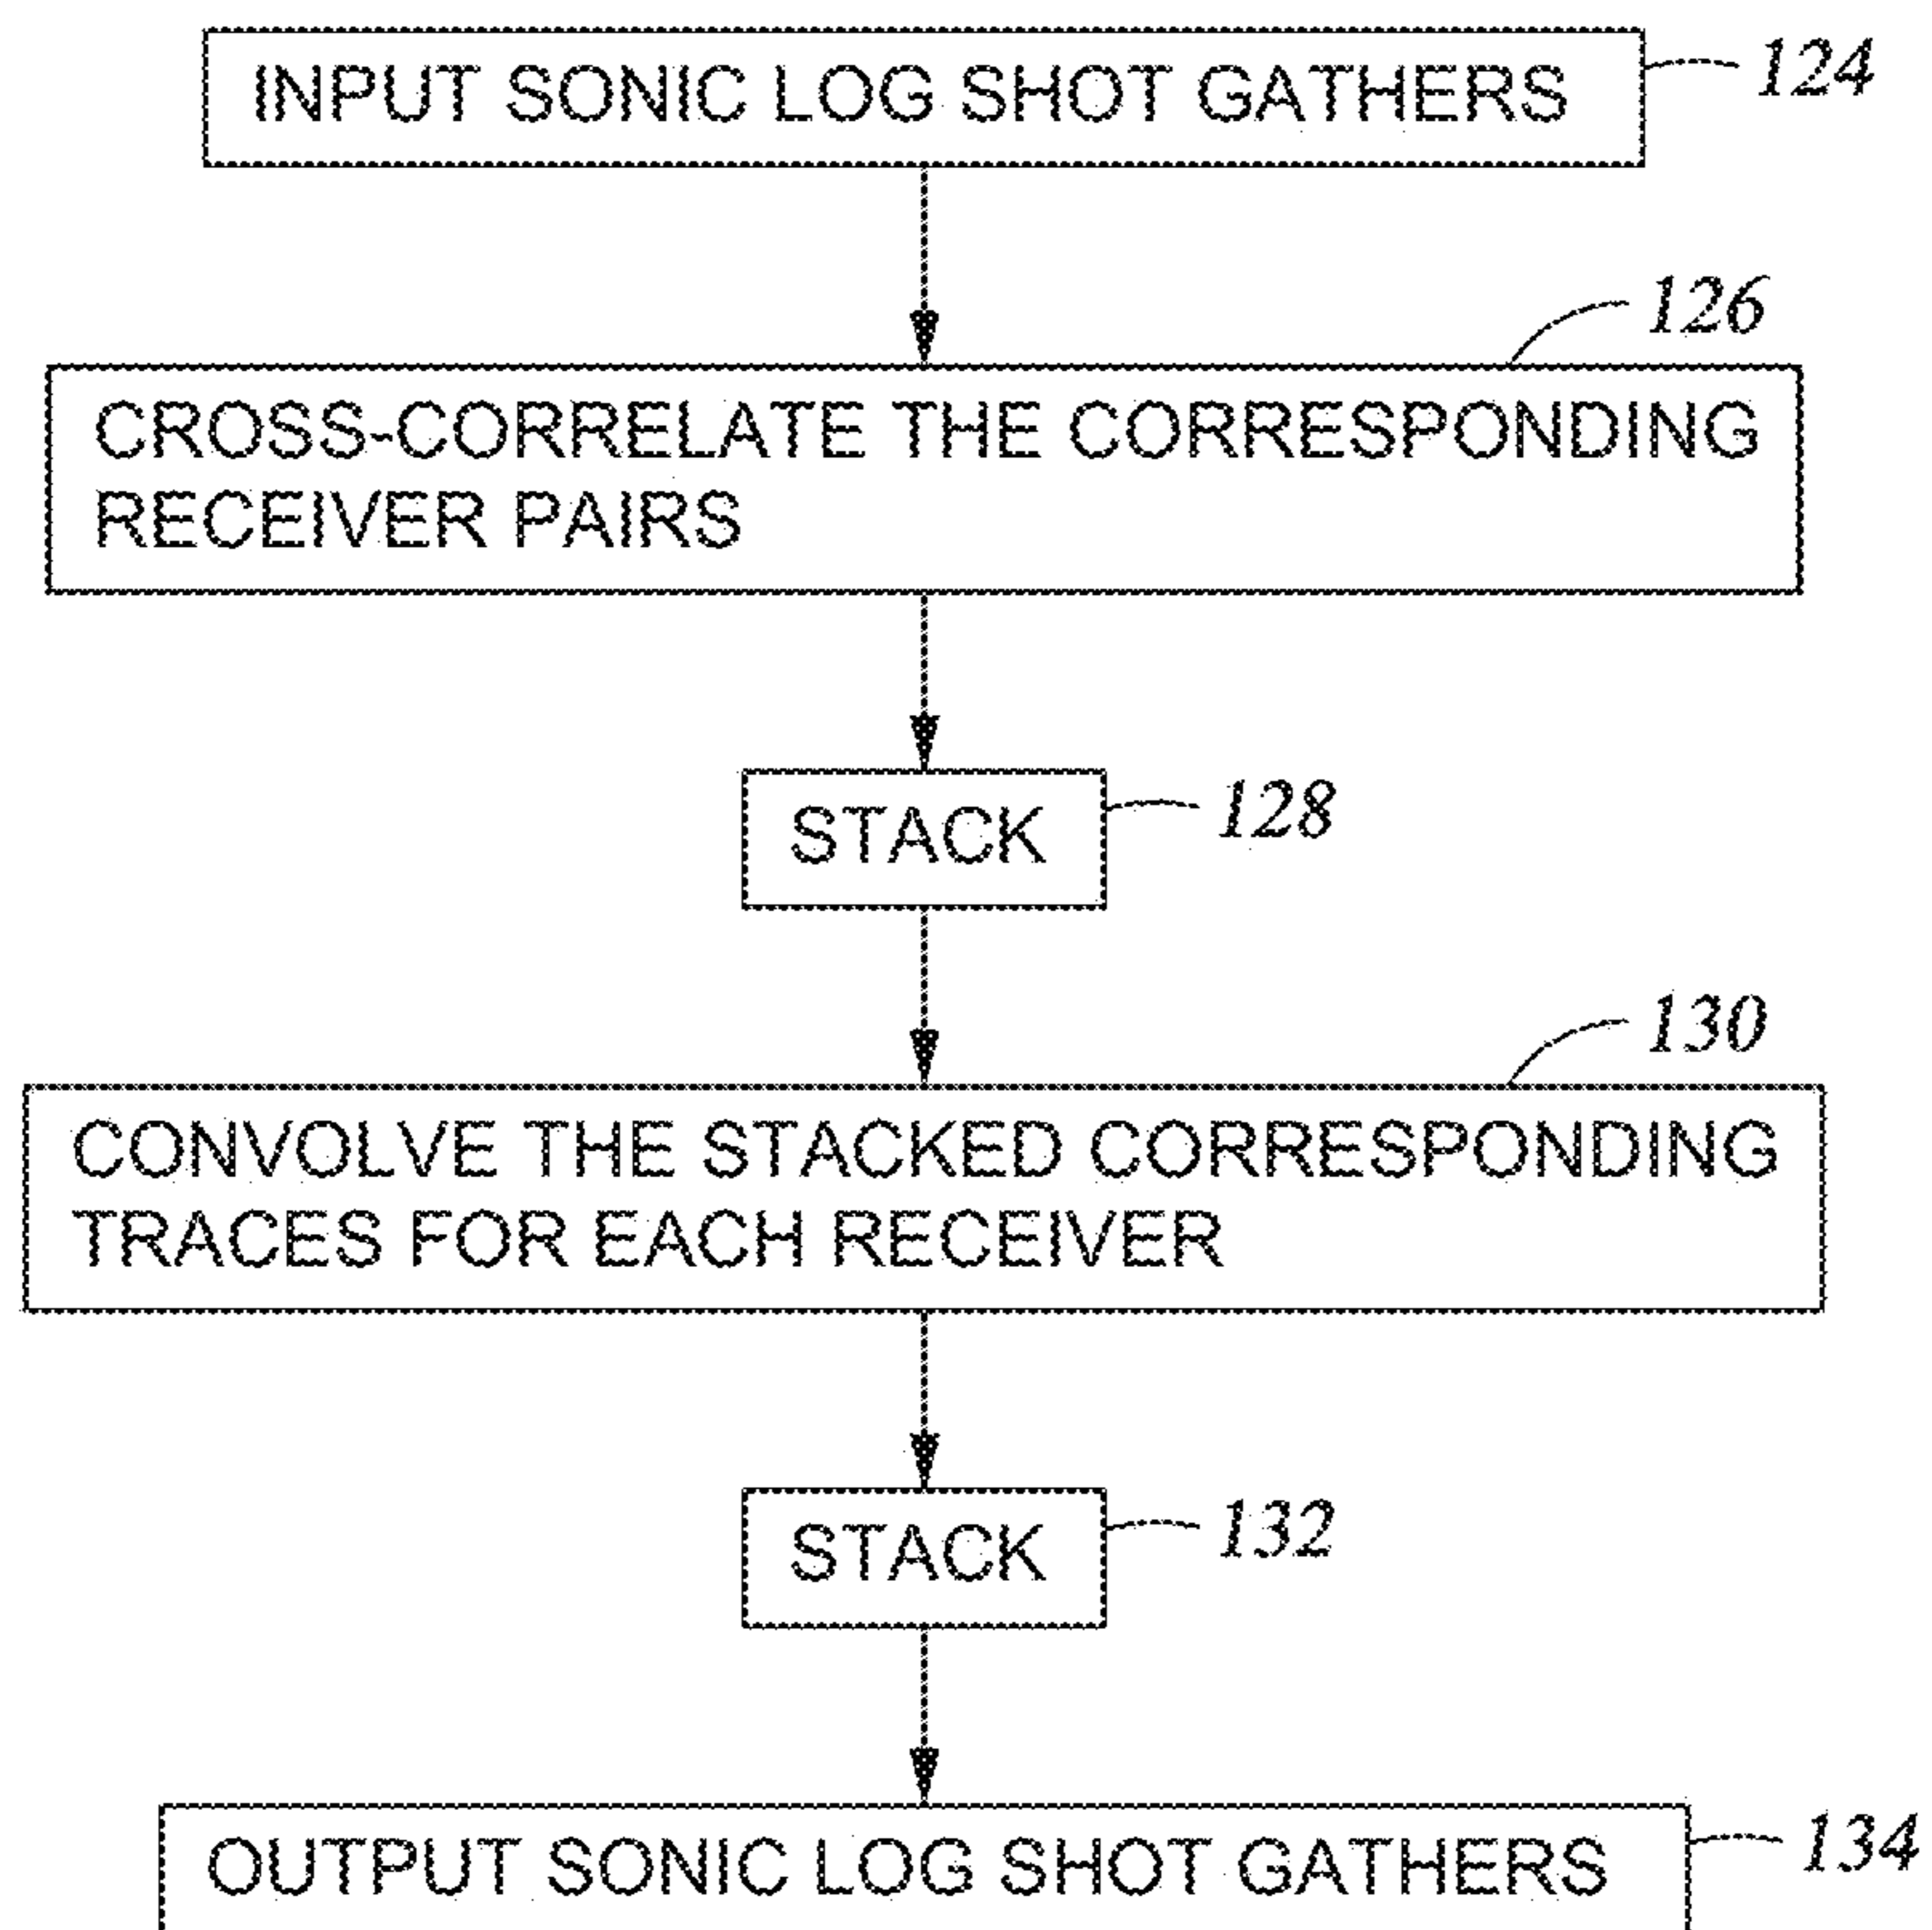 INPUT SONIC LOG SHOT GATHERS
124
126
CROSS-CORRELATE THE CORRESPONDING
RECEIVER PAIRS
STACK
128
130
CONVOLVE THE STACKED CORRESPONDING
TRACES FOR EACH RECEIVER
STACK
132
OUTPUT SONIC LOG SHOT GATHERS
134